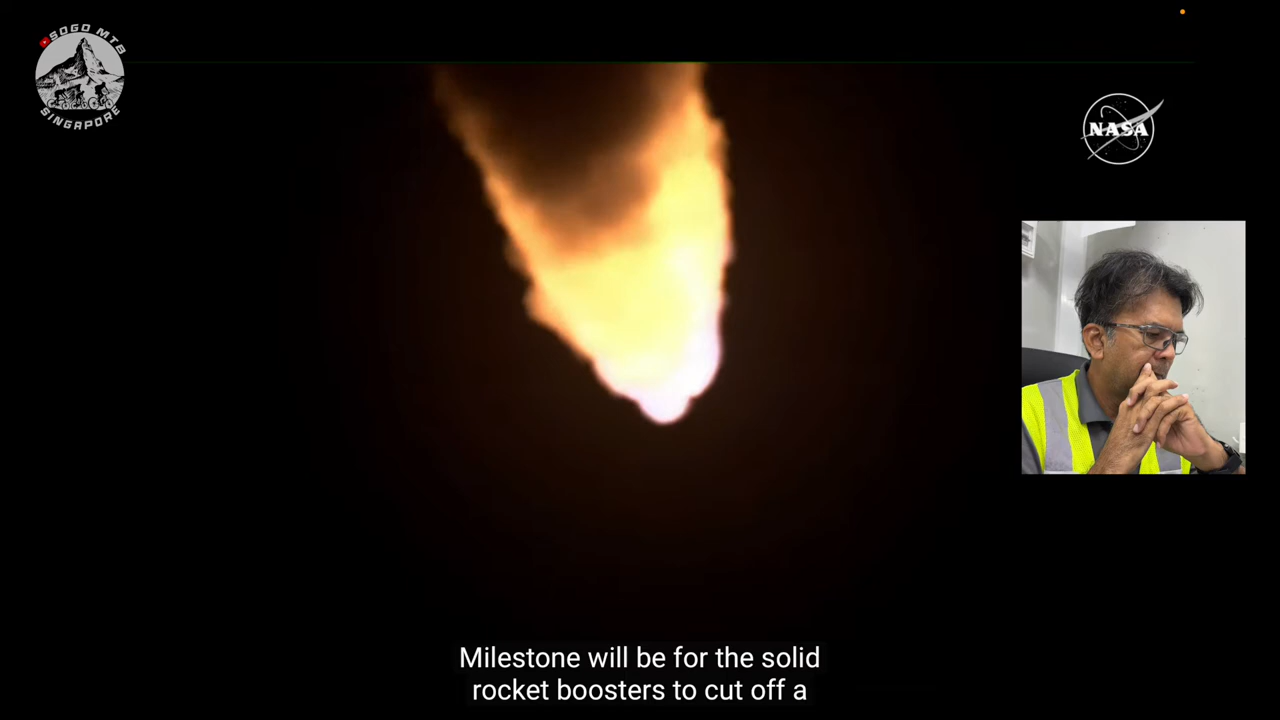 SOGO MTB
SINGAPORE
NASA
Milestone will be for the solid
rocket boosters to cut off a